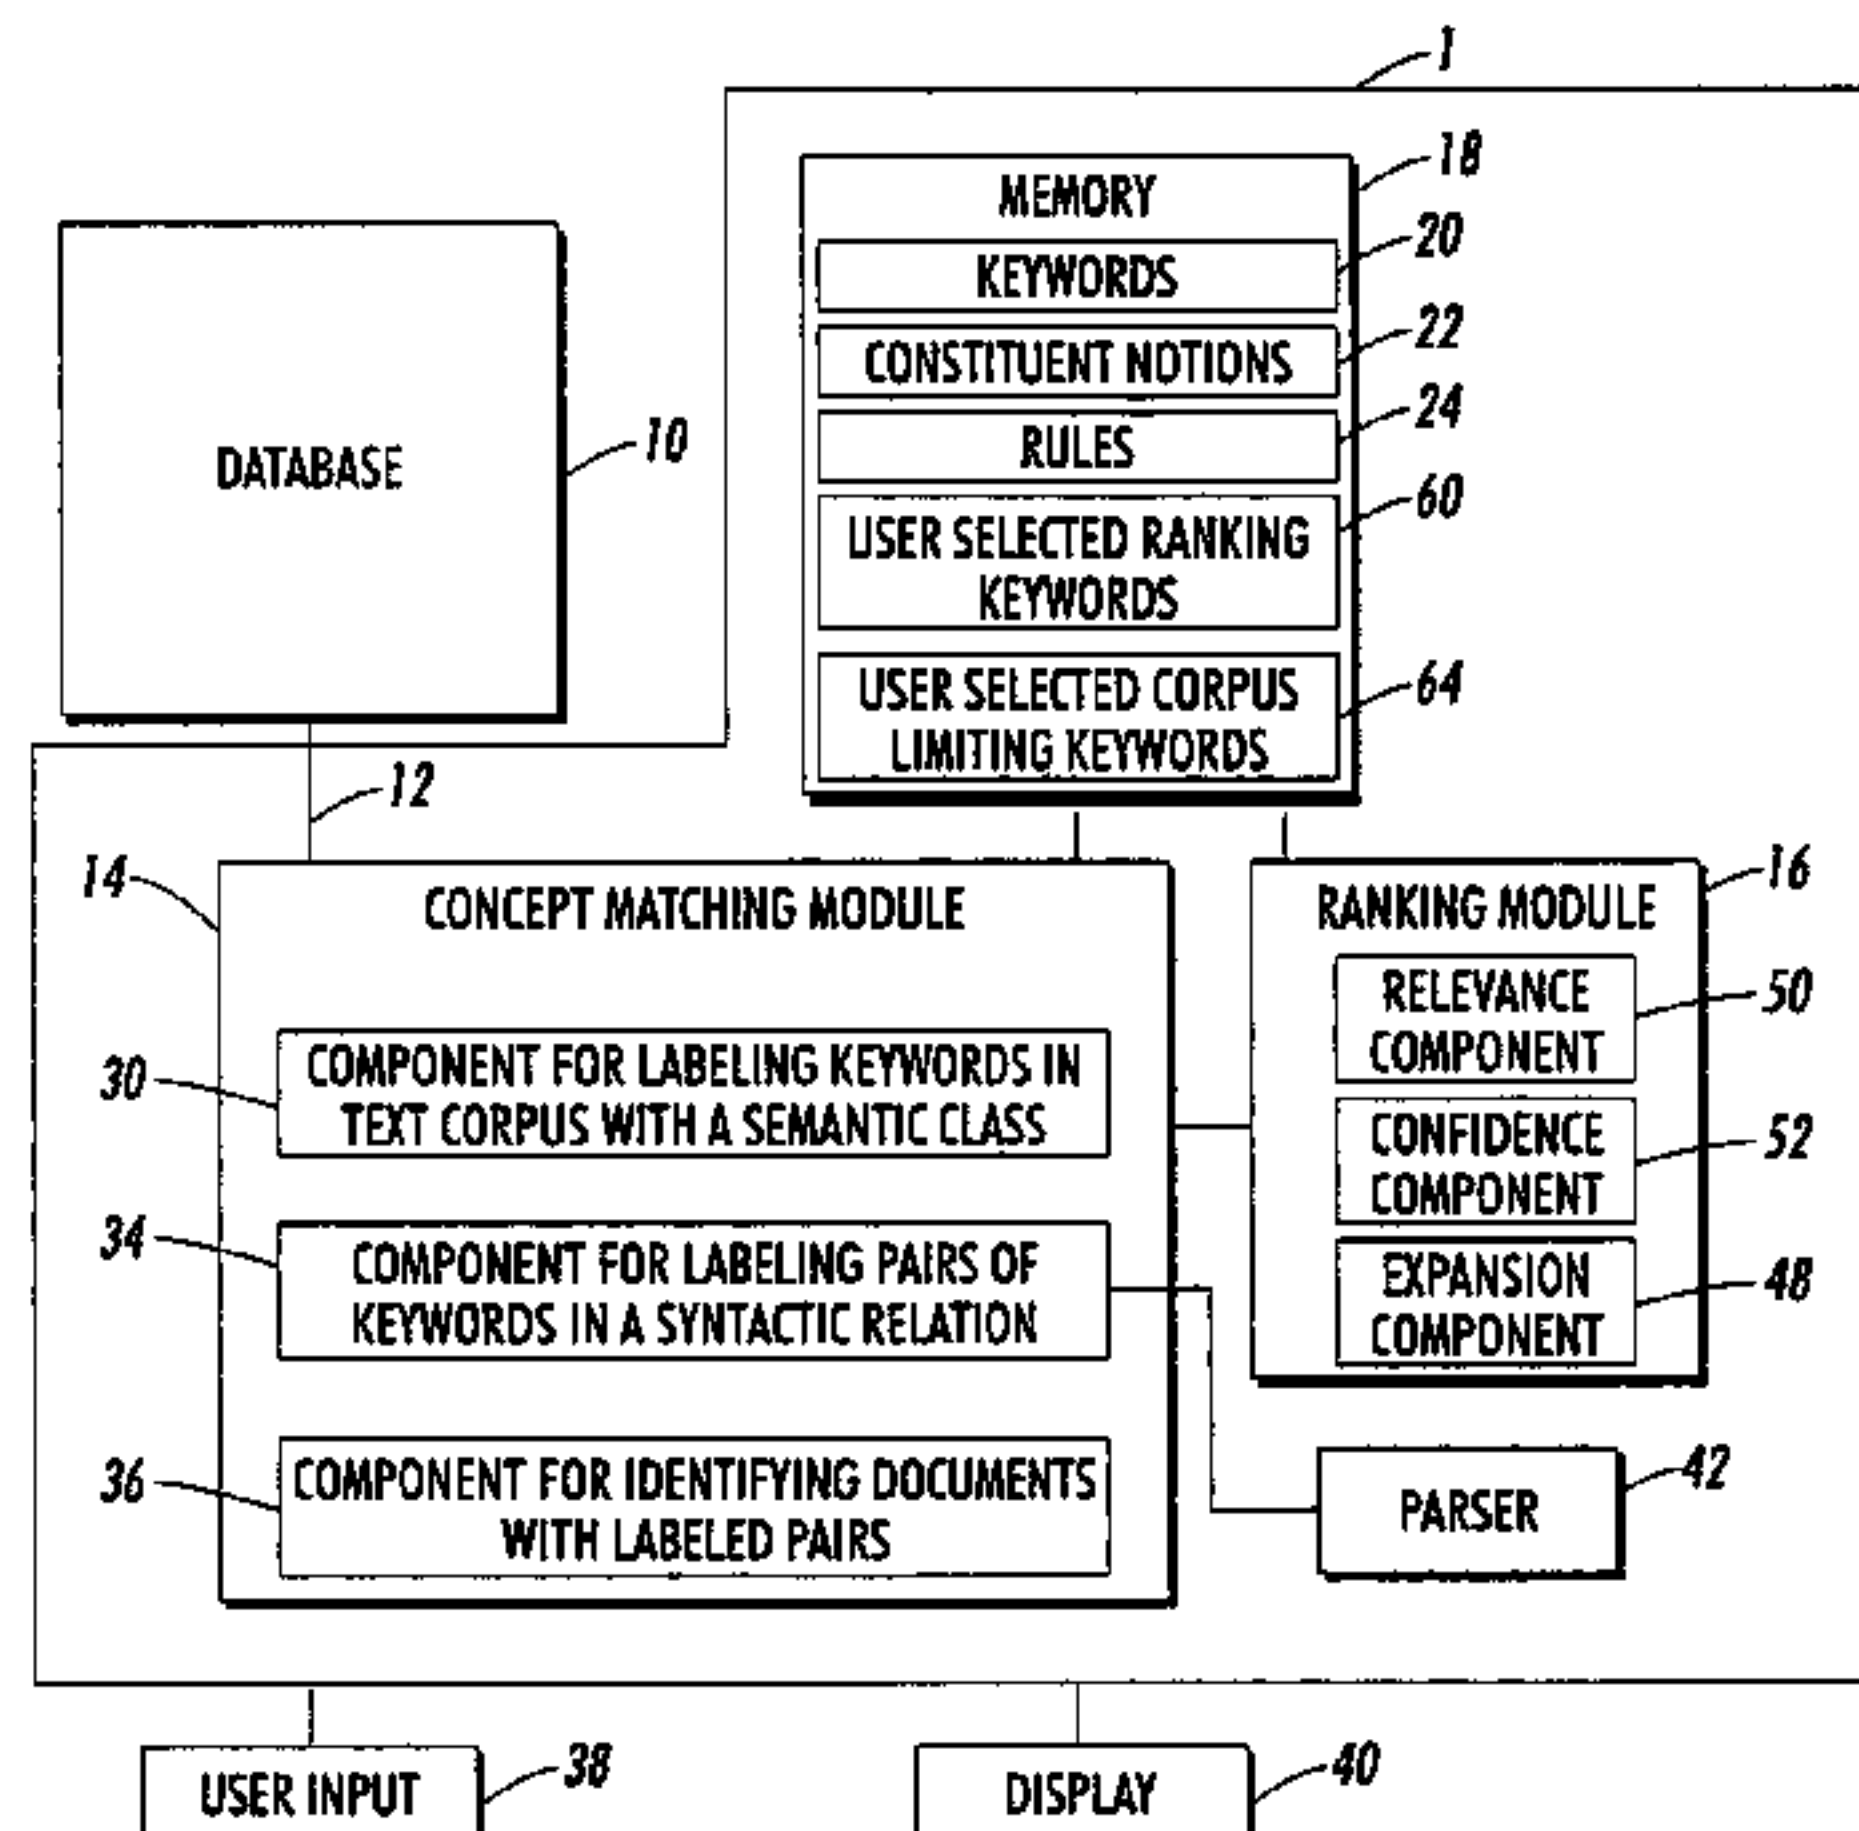 1
MEMORY
18
KEYWORDS
20
CONSTITUENT NOTIONS
22
RULES
24
USER SELECTED RANKING
KEYWORDS
60
USER SELECTED CORPUS
LIMITING KEYWORDS
64
DATABASE
10
12
14
CONCEPT MATCHING MODULE
30
COMPONENT FOR LABELING KEYWORDS IN
TEXT CORPUS WITH A SEMANTIC CLASS
34
COMPONENT FOR LABELING PAIRS OF
KEYWORDS IN A SYNTACTIC RELATION
36
COMPONENT FOR IDENTIFYING DOCUMENTS
WITH LABELED PAIRS
RANKING MODULE
16
RELEVANCE
COMPONENT
50
CONFIDENCE
COMPONENT
52
EXPANSION
COMPONENT
48
PARSER
42
USER INPUT
38
DISPLAY
40